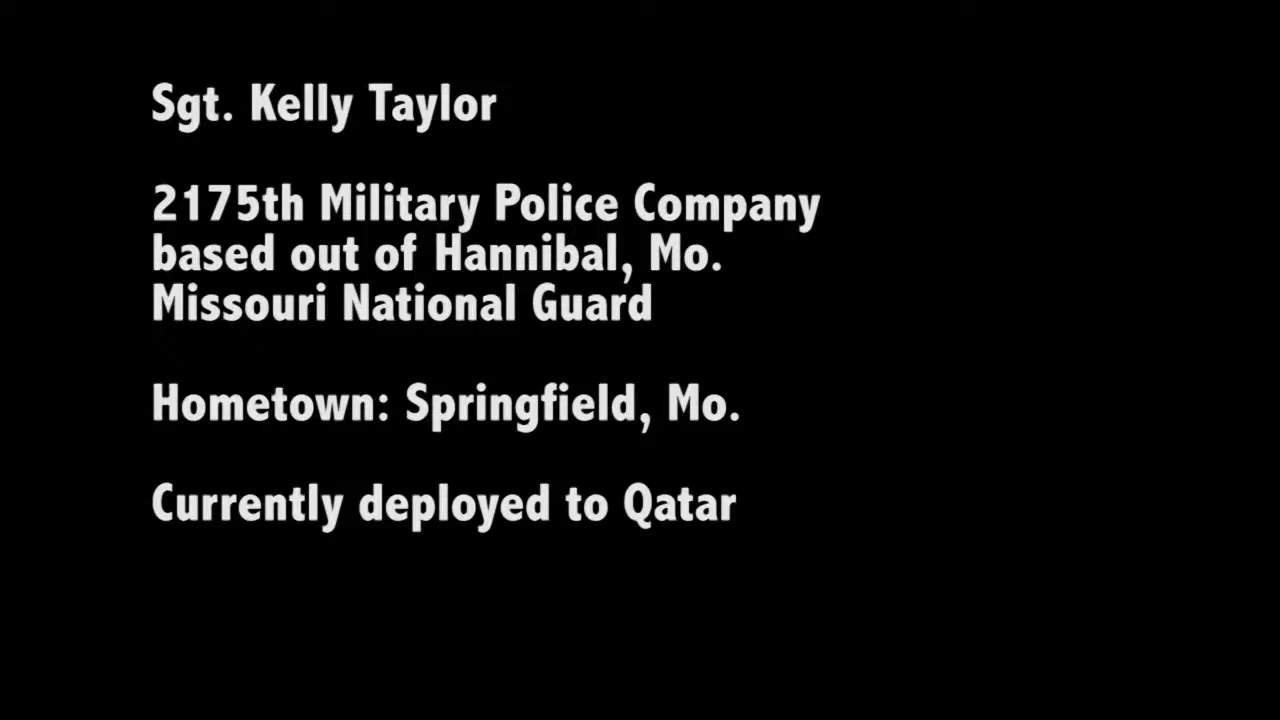 Sgt. Kelly Taylor
2175th Military Police Company
based out of Hannibal, Mo.
Missouri National Guard
Hometown: Springfield, Mo.
Currently deployed to Qatar